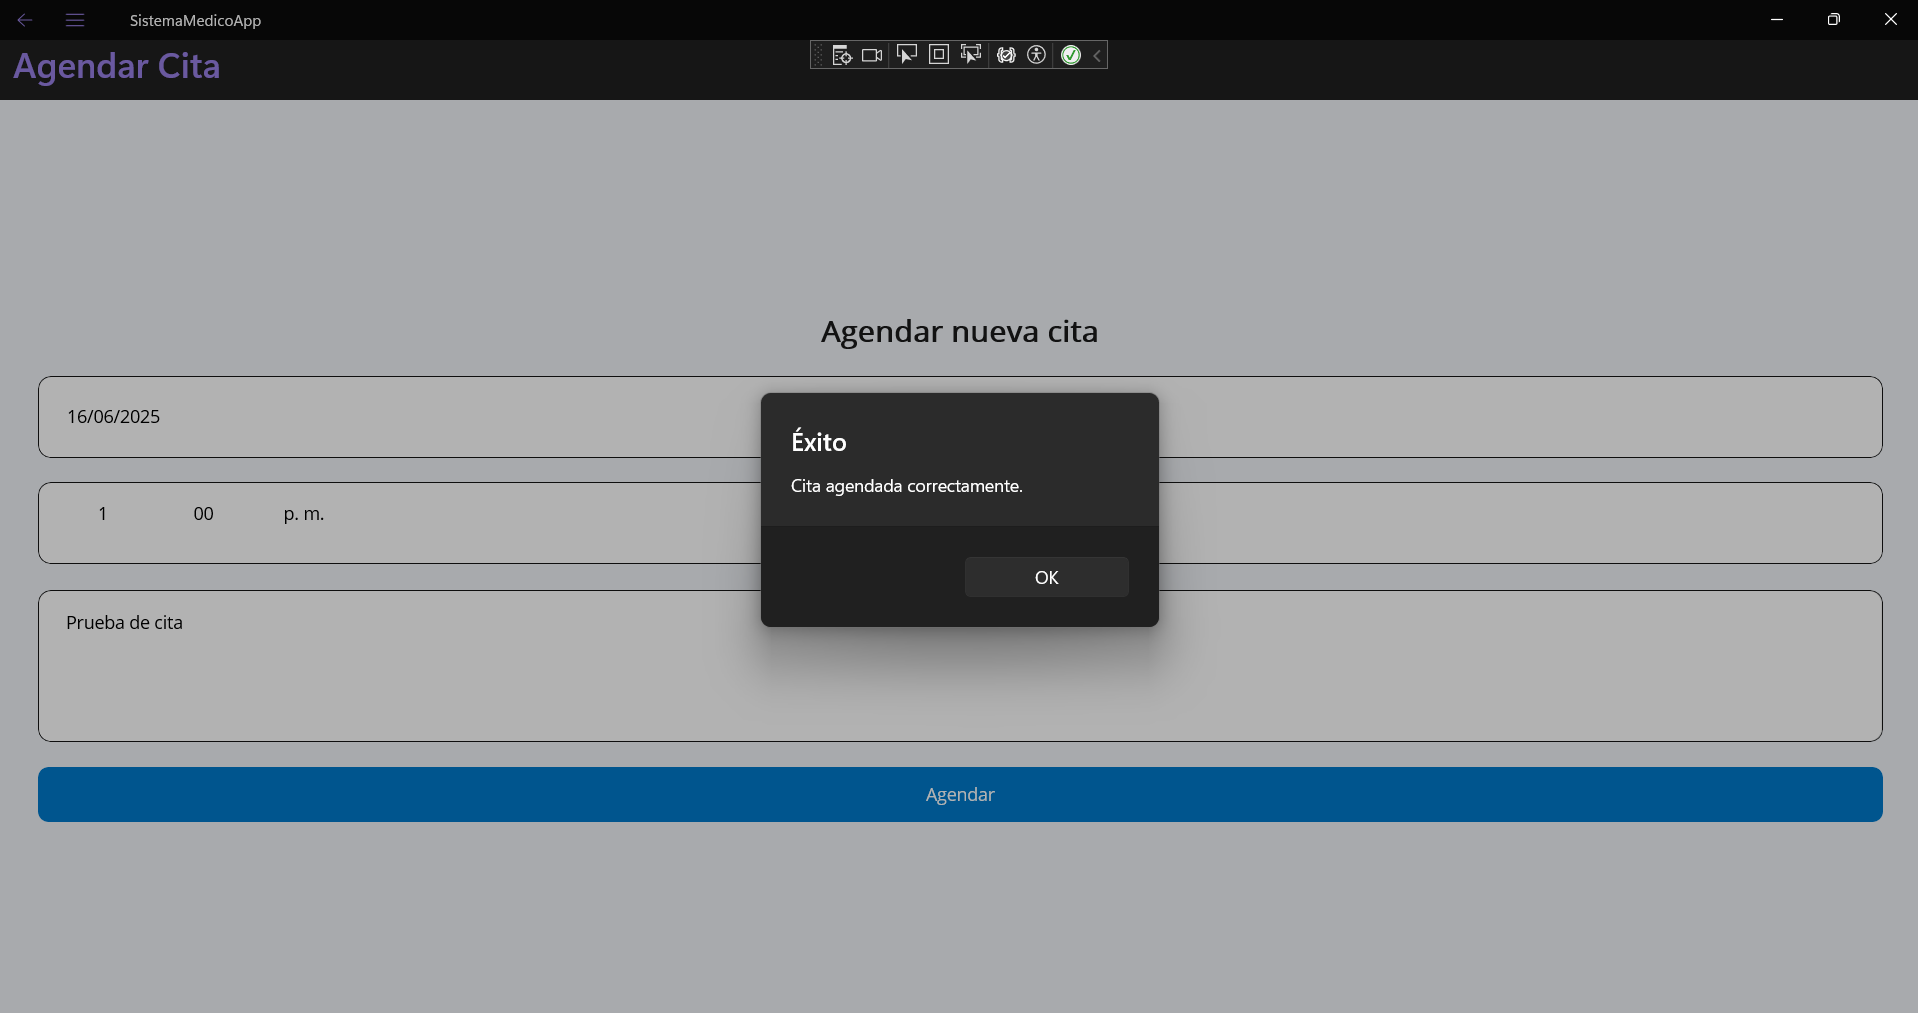 SistemaMedicoApp
Agendar Cita
Agendar nueva cita
16/06/2025
Éxito
Cita agendada correctamente.
1 00 p. m.
OK
Prueba de cita
Agendar